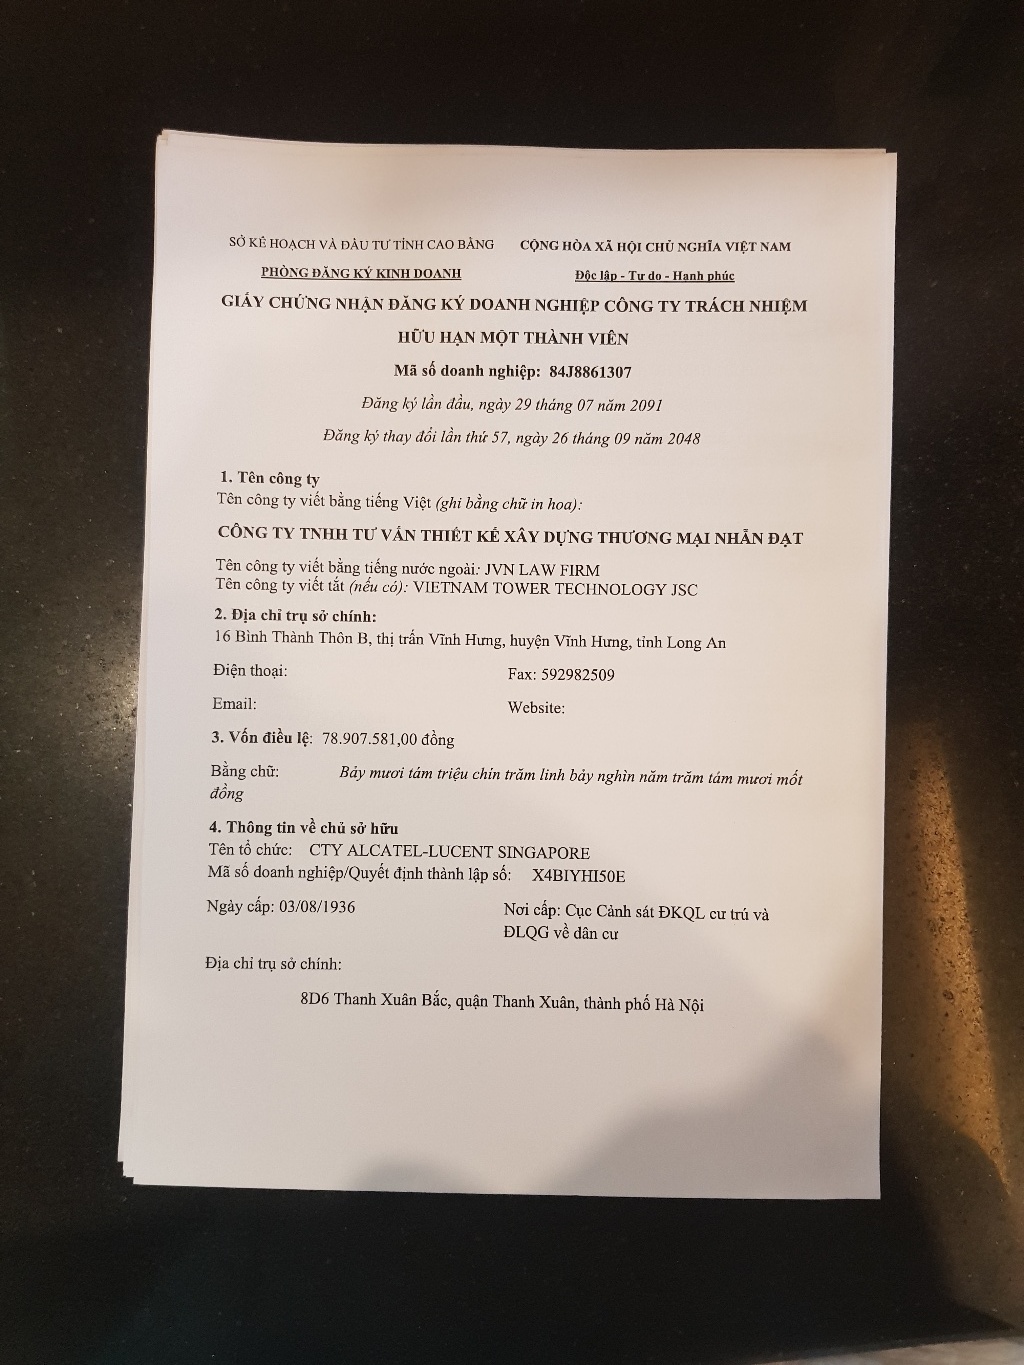 SỞ KẾ HOẠCH VÀ ĐẦU TƯ TỈNH CAO BẰNG
CỘNG HÒA XÃ HỘI CHỦ NGHĨA VIỆT NAM
PHÒNG ĐĂNG KÝ KINH DOANH
Độc lập - Tự do - Hạnh phúc
GIẤY CHỨNG NHẬN ĐĂNG KÝ DOANH NGHIỆP CÔNG TY TRÁCH NHIỆM
HỮU HẠN MỘT THÀNH VIÊN
Mã số doanh nghiệp: 84J8861307
Đăng ký lần đầu, ngày 29 tháng 07 năm 2091
Đăng ký thay đổi lần thứ 57, ngày 26 tháng 09 năm 2048
1. Tên công ty
Tên công ty viết bằng tiếng Việt (ghi bằng chữ in hoa):
CÔNG TY TNHH TƯ VẤN THIẾT KẾ XÂY DỰNG THƯƠNG MẠI NHẪN ĐẠT
Tên công ty viết bằng tiếng nước ngoài: JVN LAW FIRM
Tên công ty viết tắt (nếu có): VIETNAM TOWER TECHNOLOGY JSC
2. Địa chỉ trụ sở chính:
16 Bình Thành Thôn B, thị trấn Vĩnh Hưng, huyện Vĩnh Hưng, tỉnh Long An
Điện thoại:
Fax: 592982509
Email:
Website:
3. Vốn điều lệ: 78.907.581,00 đồng
Bằng chữ: Bảy mươi tám triệu chín trăm linh bảy nghìn năm trăm tám mươi mốt
đồng
4. Thông tin về chủ sở hữu
Tên tổ chức: CTY ALCATEL-LUCENT SINGAPORE
Mã số doanh nghiệp/Quyết định thành lập số: X4BIYHI50E
Ngày cấp: 03/08/1936
Nơi cấp: Cục Cảnh sát ĐKQL cư trú và
ĐLQG về dân cư
Địa chỉ trụ sở chính:
8D6 Thanh Xuân Bắc, quận Thanh Xuân, thành phố Hà Nội